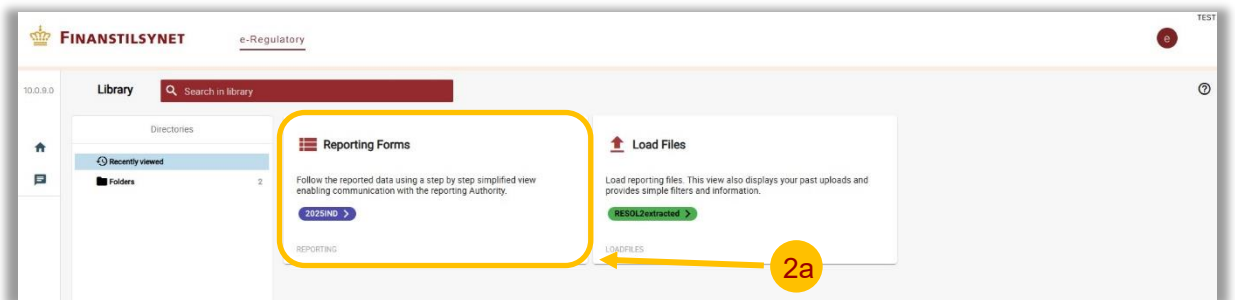 TEST
FINANSTILSYNET
e-Regulatory
e
10.0.9.0
Library
Search in library
Directories
Recently viewed
Folders
2
Reporting Forms
Follow the reported data using a step by step simplified view
enabling communication with the reporting Authority.
2025IND
REPORTING
Load Files
Load reporting files. This view also displays your past uploads and
provides simple filters and information.
RESOL2extracted
LOADFILES
2a